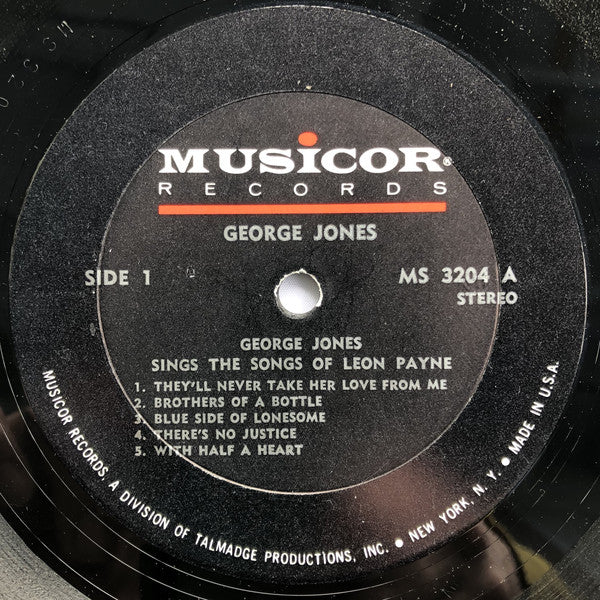 MUSICOR®
RECORDS
GEORGE JONES
SIDE 1
MS 3204 A
STEREO
GEORGE JONES
SINGS THE SONGS OF LEON PAYNE
1. THEY'LL NEVER TAKE HER LOVE FROM ME
2. BROTHERS OF A BOTTLE
3. BLUE SIDE OF LONESOME
4. THERE'S NO JUSTICE
5. WITH HALF A HEART
MUSICOR RECORDS, A DIVISION OF TALMADGE PRODUCTIONS, INC. • NEW YORK, N. Y. • MADE IN U.S.A.